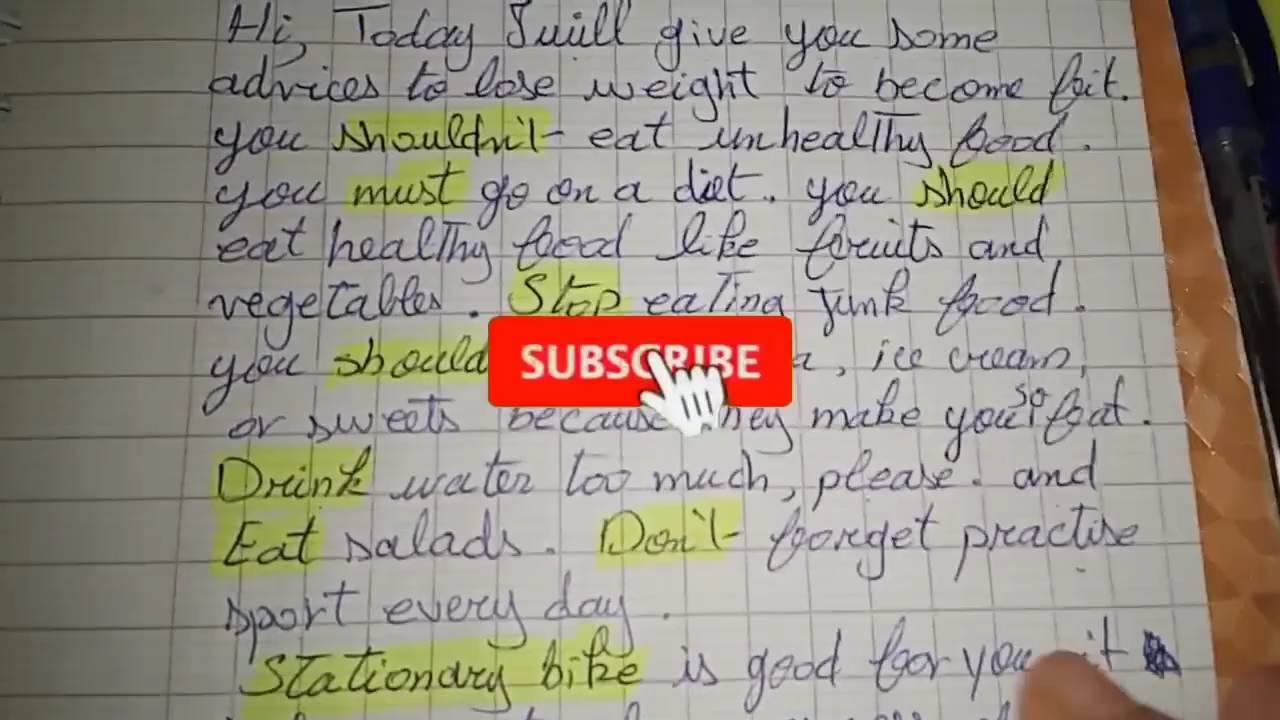 Hi, Today I will give you some
advices to lose weight to become fit.
you shouldn't eat unhealthy food.
you must go on a diet. you should
eat healthy food like fruits and
vegetables. Stop eating junk food.
you should
SUBSCRIBE
, ice cream,
or sweets because they make you so fat.
Drink water too much, please. and
Eat salads. Don't forget practise
sport every day.
Stationary bike is good for you it